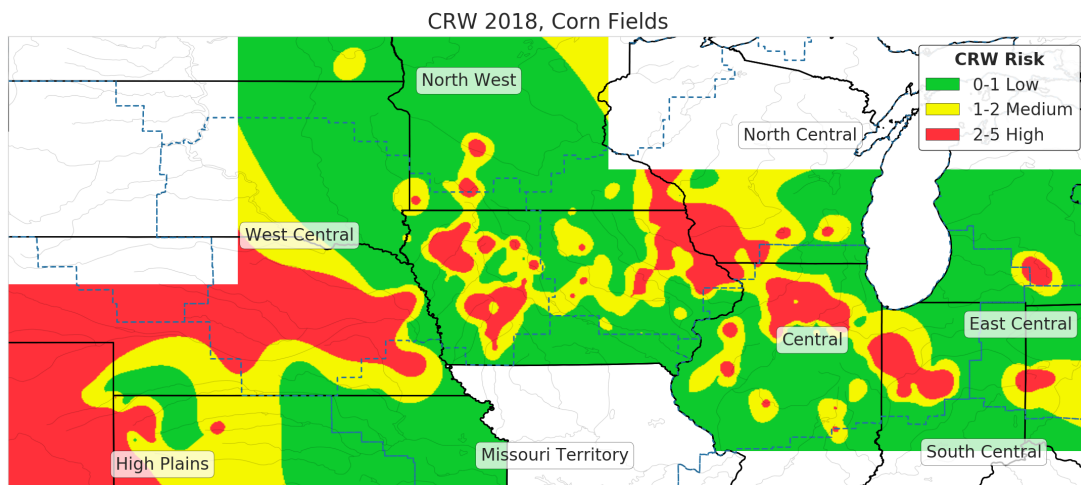 CRW 2018, Corn Fields
CRW Risk
0-1 Low
1-2 Medium
2-5 High
North West
North Central
West Central
East Central
Central
High Plains
Missouri Territory
South Central